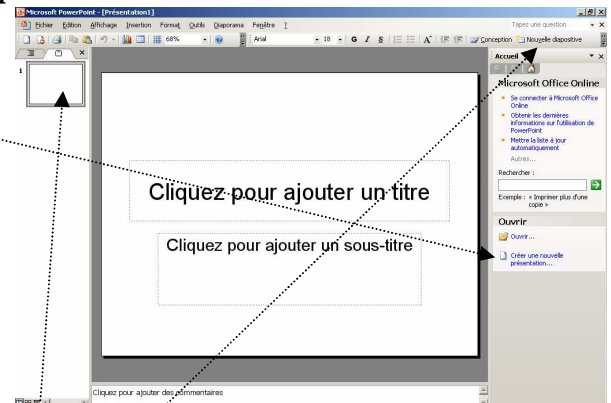 Microsoft PowerPoint - [Présentation1]
Fichier Edition Affichage Insertion Format Outils Diaporama Fenêtre ? Tapez une question
68% Arial 18 G I S Conception Nouvelle diapositive
1
Cliquez pour ajouter un titre
Cliquez pour ajouter un sous-titre
Cliquez pour ajouter des commentaires
Accueil
Microsoft Office Online
Se connecter à Microsoft Office
Online
Obtenir les dernières
informations sur l'utilisation de
PowerPoint
Mettre la liste à jour
automatiquement
Autres...
Rechercher :
Exemple : « Imprimer plus d'une
copie »
Ouvrir
Ouvrir...
Créer une nouvelle
présentation...